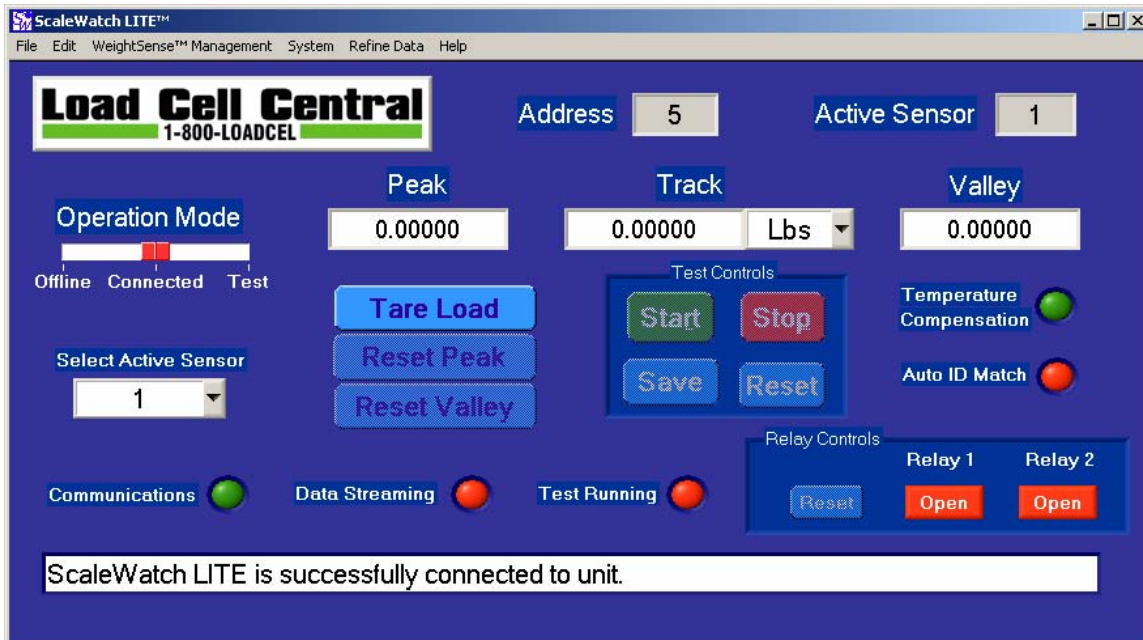 ScaleWatch LITE™
File Edit WeightSense™ Management System Refine Data Help
Load Cell Central
1-800-LOADCEL
Address 5 Active Sensor 1
Peak Track Valley
Operation Mode
0.00000 0.00000 Lbs 0.00000
Offline Connected Test
Test Controls
Tare Load
Start Stop
Temperature
Compensation
Select Active Sensor
Reset Peak
Save Reset
Auto ID Match
1
Reset Valley
Relay Controls
Relay 1 Relay 2
Communications Data Streaming Test Running
Reset Open Open
ScaleWatch LITE is successfully connected to unit.